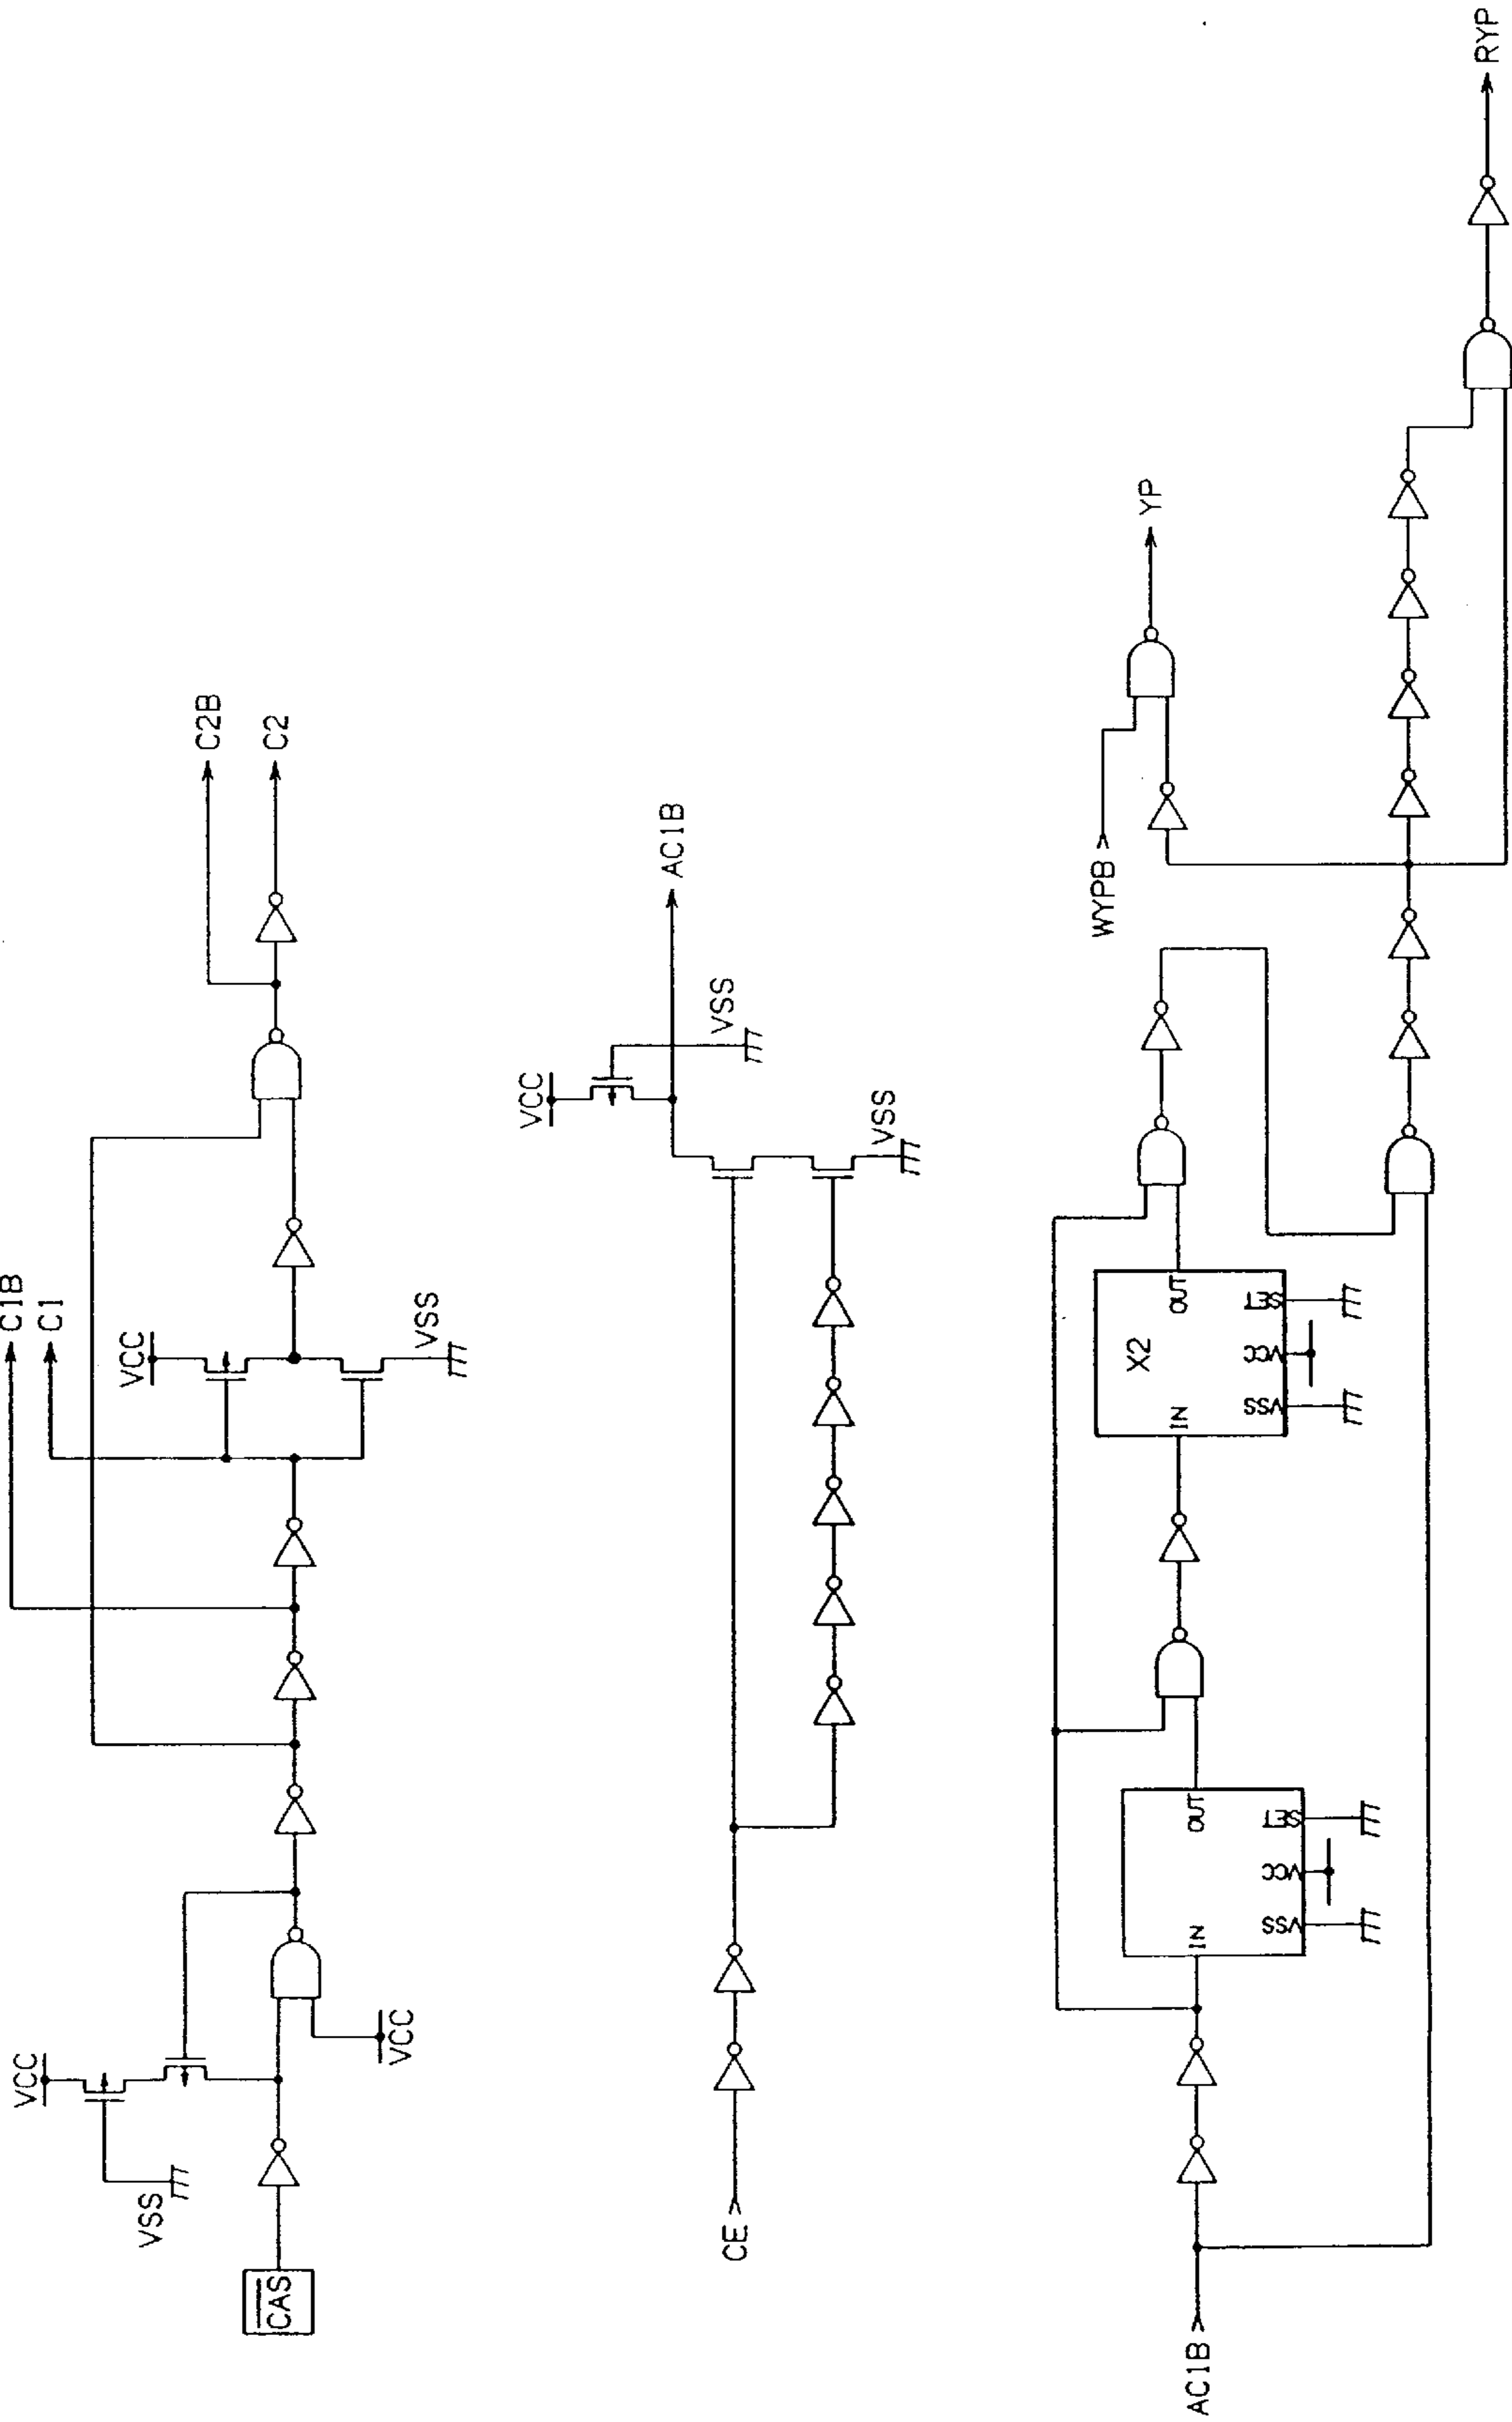 C1B
C1
VCC
VSS
C2B
C2
VCC
VSS
VCC
CAS
VCC
VSS
AC1B
VSS
CE
WYPB
YP
RYP
AC1B
IN
OUT
VSS
VCC
SET
X2
IN
OUT
VSS
VCC
SET